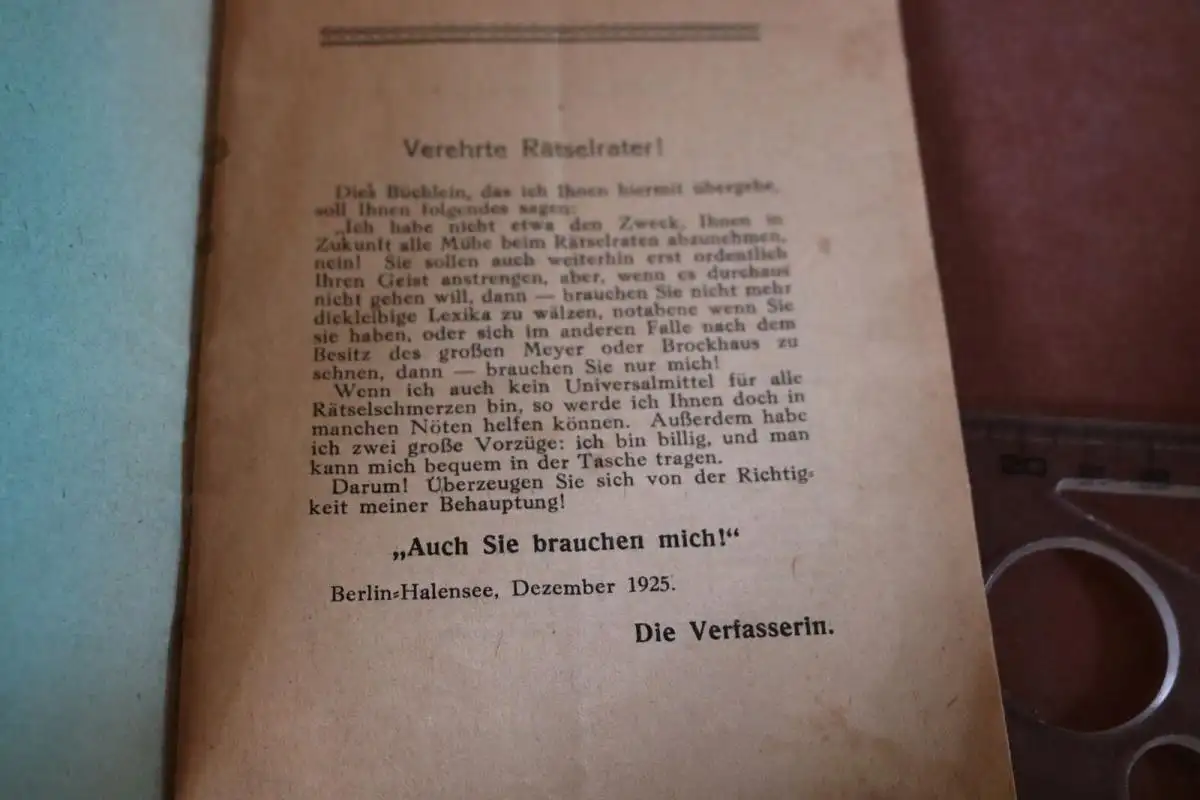 Verehrte Rätselrater!
Dies Büchlein, das ich Ihnen hiermit übergebe,
soll Ihnen folgendes sagen:
„Ich habe nicht etwa den Zweck, Ihnen in
Zukunft alle Mühe beim Rätselraten abzunehmen,
nein! Sie sollen auch weiterhin erst ordentlich
Ihren Geist anstrengen, aber, wenn es durchaus
nicht gehen will, dann — brauchen Sie nicht mehr
dickleibige Lexika zu wälzen, notabene wenn Sie
sie haben, oder sich im anderen Falle nach dem
Besitz des großen Meyer oder Brockhaus zu
sehnen, dann — brauchen Sie nur mich!
Wenn ich auch kein Universalmittel für alle
Rätselschmerzen bin, so werde ich Ihnen doch in
manchen Nöten helfen können. Außerdem habe
ich zwei große Vorzüge: ich bin billig, und man
kann mich bequem in der Tasche tragen.
Darum! Überzeugen Sie sich von der Richtig-
keit meiner Behauptung!
„Auch Sie brauchen mich!“
Berlin-Halensee, Dezember 1925.
Die Verfasserin.